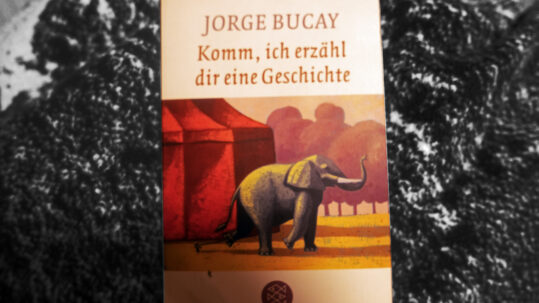 JORGE BUCAY
Komm, ich erzähl
dir eine Geschichte